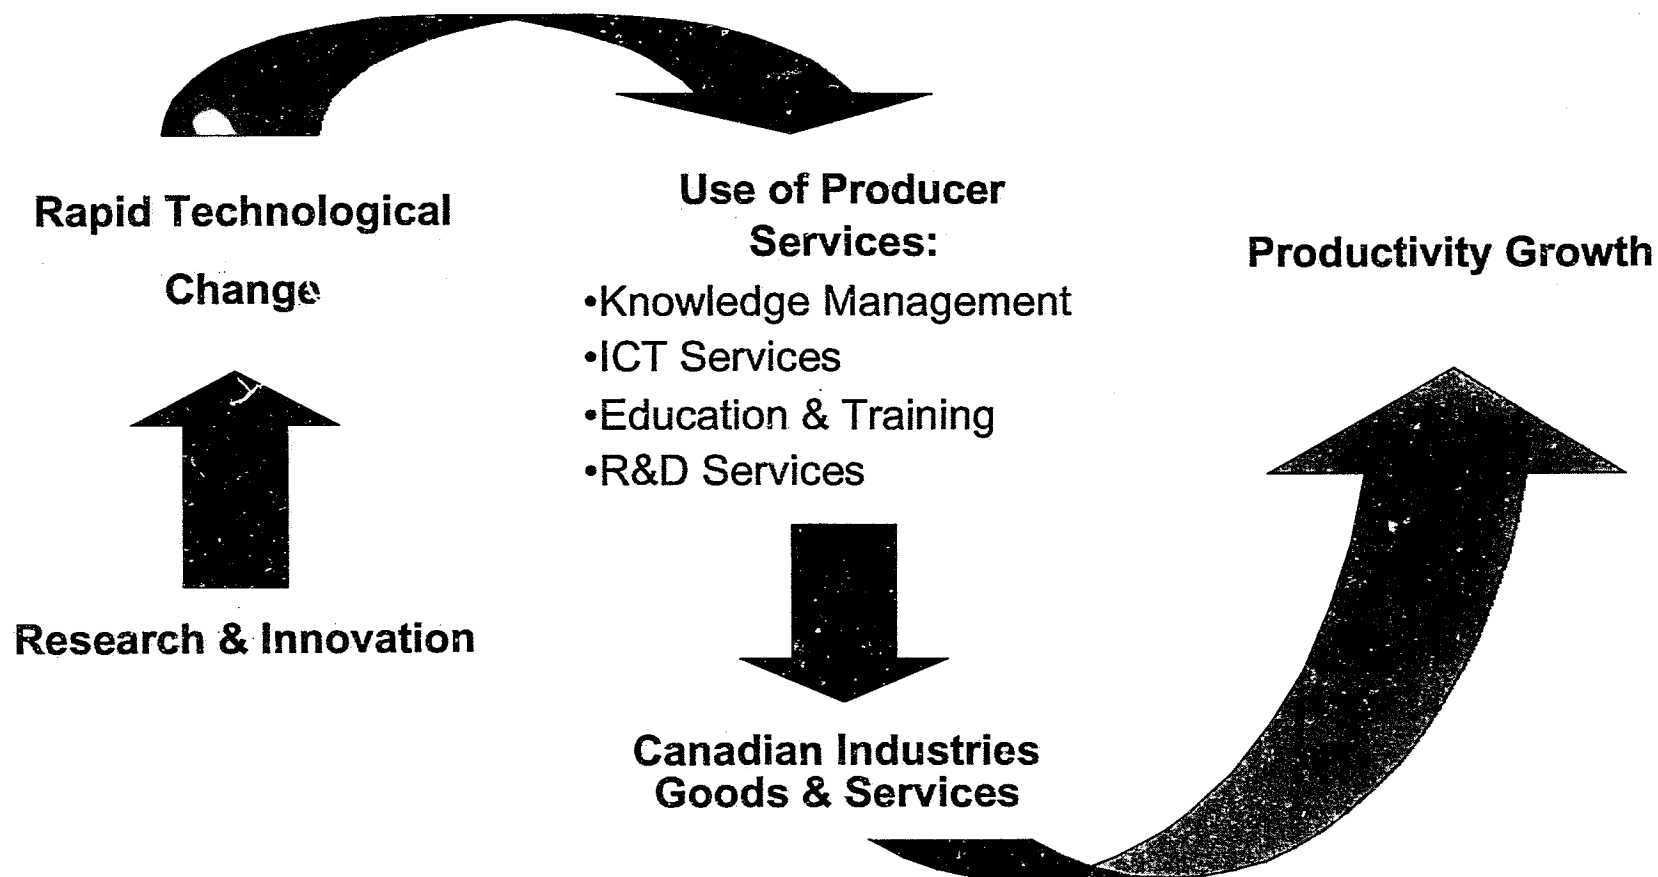 Rapid Technological
Change
Research & Innovation
Use of Producer
Services:
•Knowledge Management
•ICT Services
•Education & Training
•R&D Services
Canadian Industries
Goods & Services
Productivity Growth